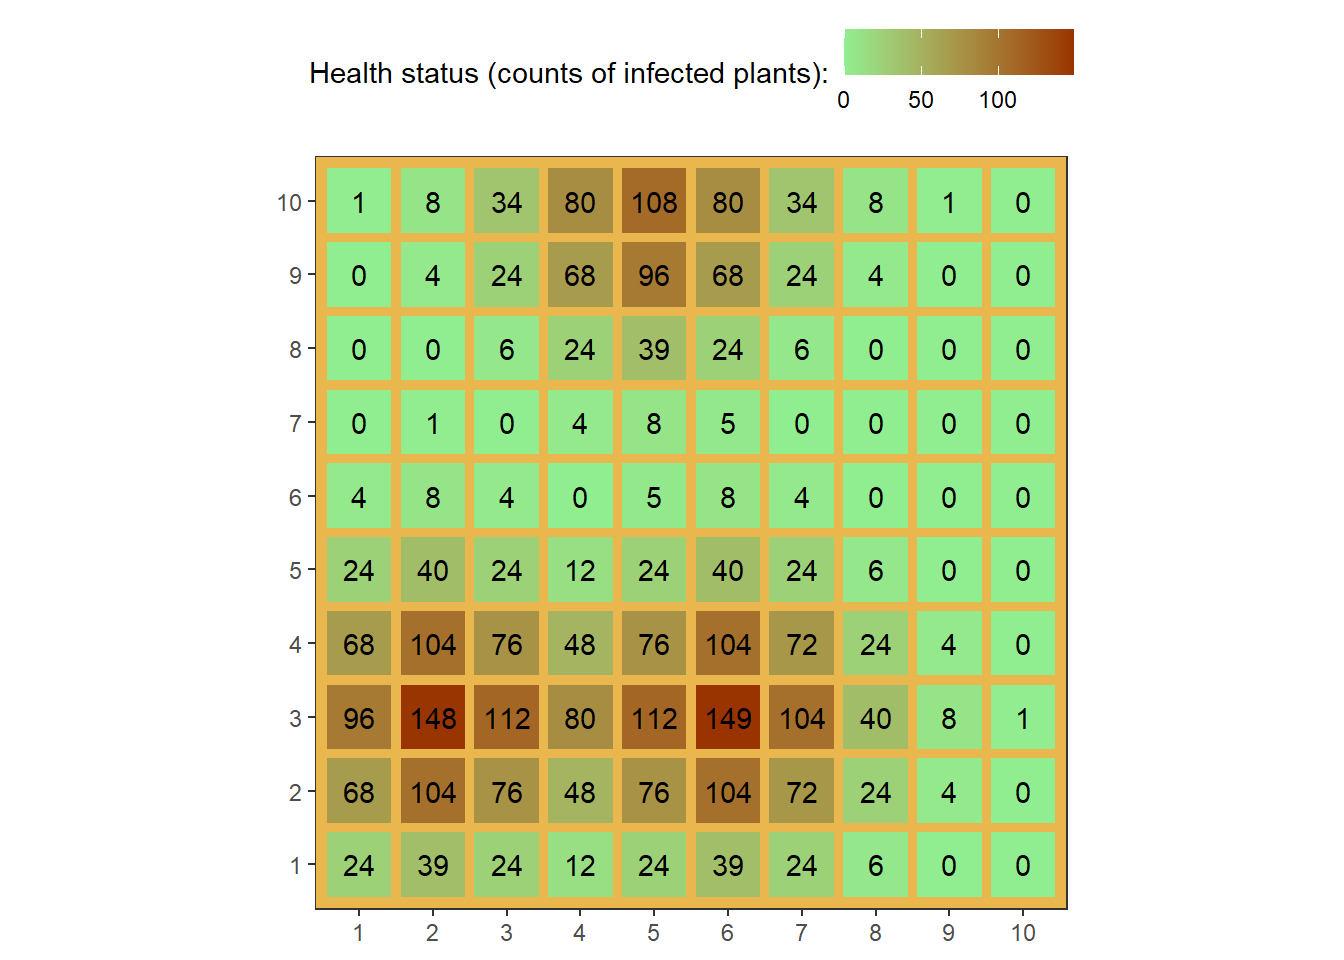 Health status (counts of infected plants):
0 50 100
10 1 8 34 80 108 80 34 8 1 0
9 0 4 24 68 96 68 24 4 0 0
8 0 0 6 24 39 24 6 0 0 0
7 0 1 0 4 8 5 0 0 0 0
6 4 8 4 0 5 8 4 0 0 0
5 24 40 24 12 24 40 24 6 0 0
4 68 104 76 48 76 104 72 24 4 0
3 96 148 112 80 112 149 104 40 8 1
2 68 104 76 48 76 104 72 24 4 0
1 24 39 24 12 24 39 24 6 0 0
1 2 3 4 5 6 7 8 9 10